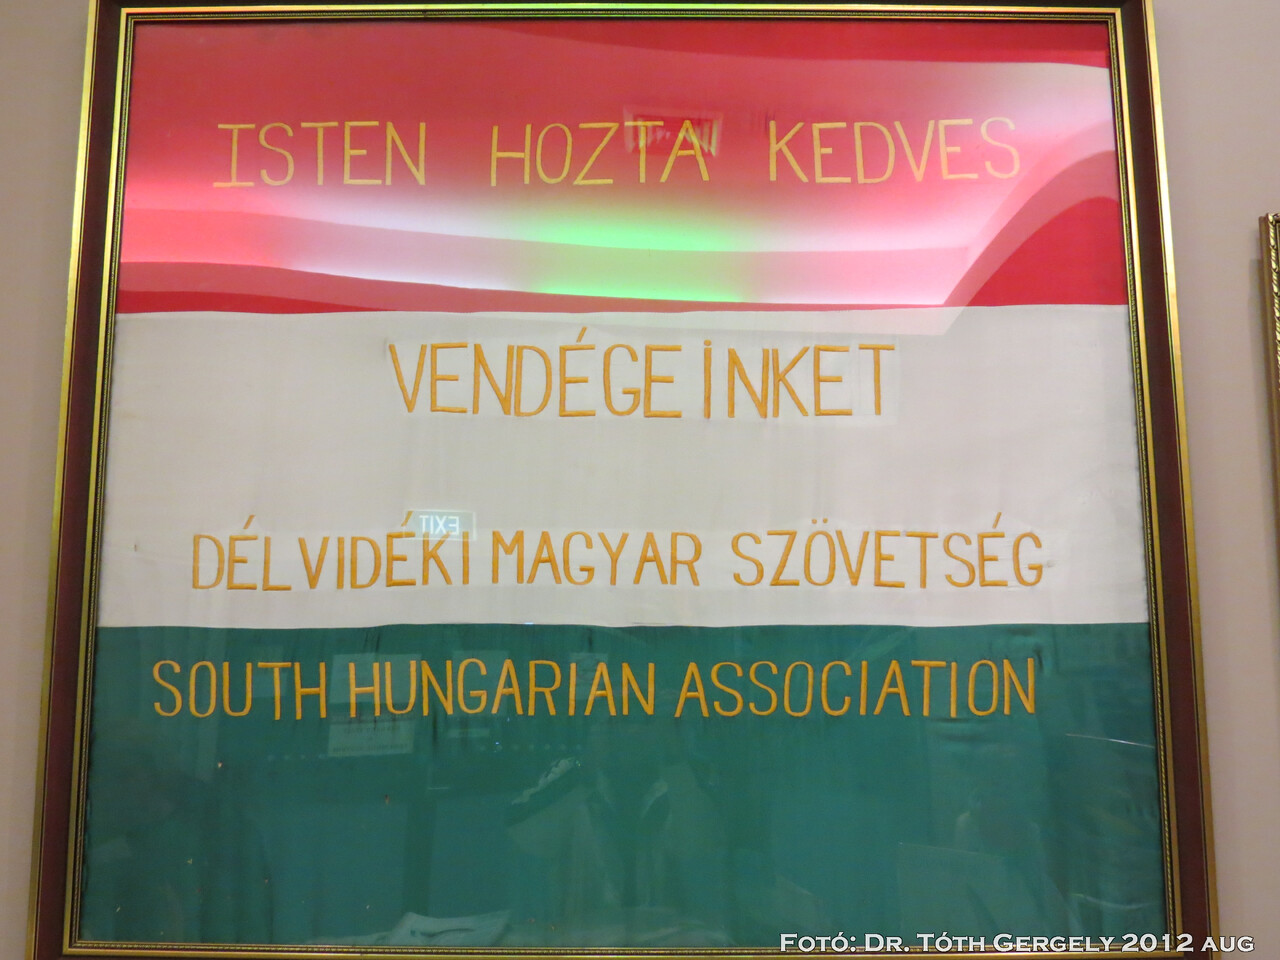 ISTEN HOZTA KEDVES
VENDÉGEINKET
EXIT
DÉLVIDÉKI MAGYAR SZÖVETSÉG
SOUTH HUNGARIAN ASSOCIATION
Fotó: Dr. Tóth Gergely 2012 aug